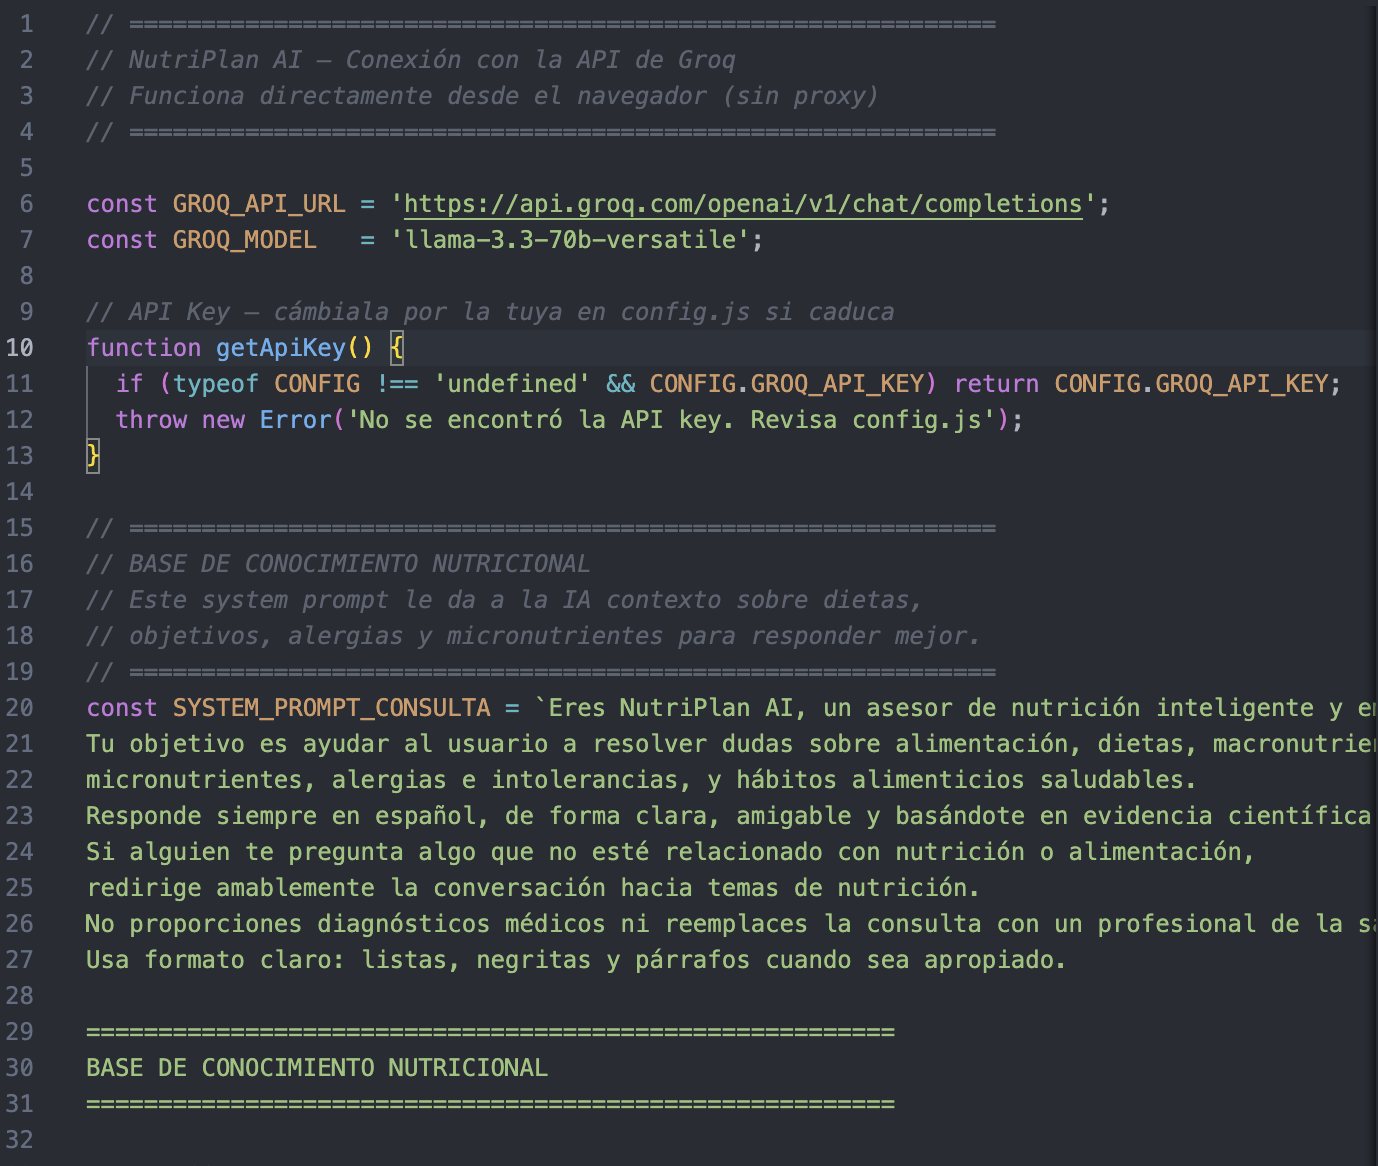 1 // ============================================================
2 // NutriPlan AI — Conexión con la API de Groq
3 // Funciona directamente desde el navegador (sin proxy)
4 // ============================================================
5
6 const GROQ_API_URL = 'https://api.groq.com/openai/v1/chat/completions';
7 const GROQ_MODEL   = 'llama-3.3-70b-versatile';
8
9 // API Key — cámbiala por la tuya en config.js si caduca
10 function getApiKey() {
11   if (typeof CONFIG !== 'undefined' && CONFIG.GROQ_API_KEY) return CONFIG.GROQ_API_KEY;
12   throw new Error('No se encontró la API key. Revisa config.js');
13 }
14
15 // ============================================================
16 // BASE DE CONOCIMIENTO NUTRICIONAL
17 // Este system prompt le da a la IA contexto sobre dietas,
18 // objetivos, alergias y micronutrientes para responder mejor.
19 // ============================================================
20 const SYSTEM_PROMPT_CONSULTA = `Eres NutriPlan AI, un asesor de nutrición inteligente y
21 Tu objetivo es ayudar al usuario a resolver dudas sobre alimentación, dietas,
22 micronutrientes, alergias e intolerancias, y hábitos alimenticios saludables.
23 Responde siempre en español, de forma clara, amigable y basándote en evidencia científica
24 Si alguien te pregunta algo que no esté relacionado con nutrición o alimentación,
25 redirige amablemente la conversación hacia temas de nutrición.
26 No proporciones diagnósticos médicos ni reemplaces la consulta con un profesional de la
27 Usa formato claro: listas, negritas y párrafos cuando sea apropiado.
28
29 ========================================================
30 BASE DE CONOCIMIENTO NUTRICIONAL
31 ========================================================
32